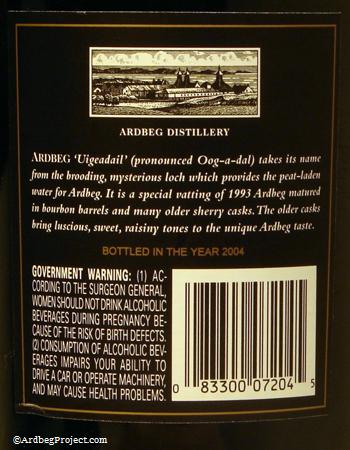 ARDBEG DISTILLERY
ARDBEG ‘Uigeadail’ (pronounced Oog-a-dal) takes its name
from the brooding, mysterious loch which provides the peat-laden
water for Ardbeg. It is a special vatting of 1993 Ardbeg matured
in bourbon barrels and many older sherry casks. The older casks
bring luscious, sweet, raisiny tones to the unique Ardbeg taste.
BOTTLED IN THE YEAR 2004
GOVERNMENT WARNING: (1) AC-
CORDING TO THE SURGEON GENERAL,
WOMEN SHOULD NOT DRINK ALCOHOLIC
BEVERAGES DURING PREGNANCY BE-
CAUSE OF THE RISK OF BIRTH DEFECTS.
(2) CONSUMPTION OF ALCOHOLIC BEV-
ERAGES IMPAIRS YOUR ABILITY TO
DRIVE A CAR OR OPERATE MACHINERY,
AND MAY CAUSE HEALTH PROBLEMS.
0 83300 07204 5
©ArdbegProject.com